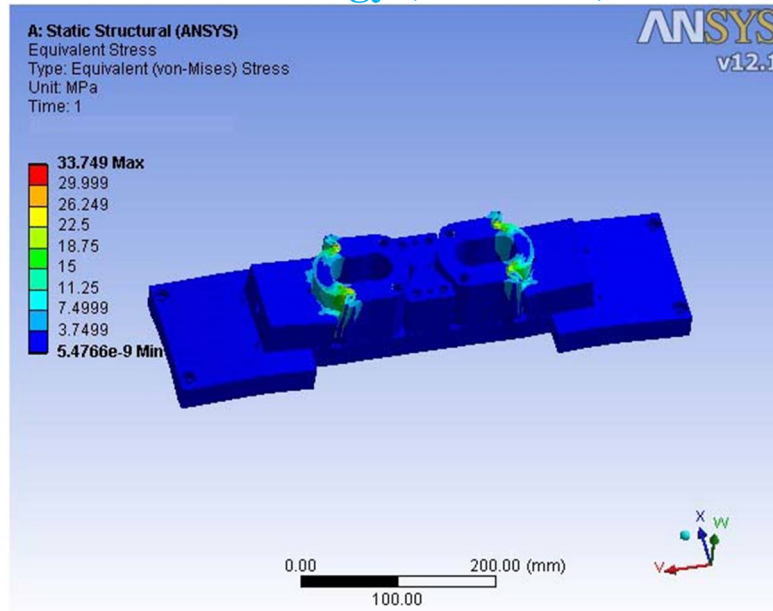 A: Static Structural (ANSYS)
Equivalent Stress
Type: Equivalent (von-Mises) Stress
Unit: MPa
Time: 1
ANSYS
v12.1
33.749 Max
29.999
26.249
22.5
18.75
15
11.25
7.4999
3.7499
5.4766e-9 Min
0.00 200.00 (mm)
100.00
X
Y